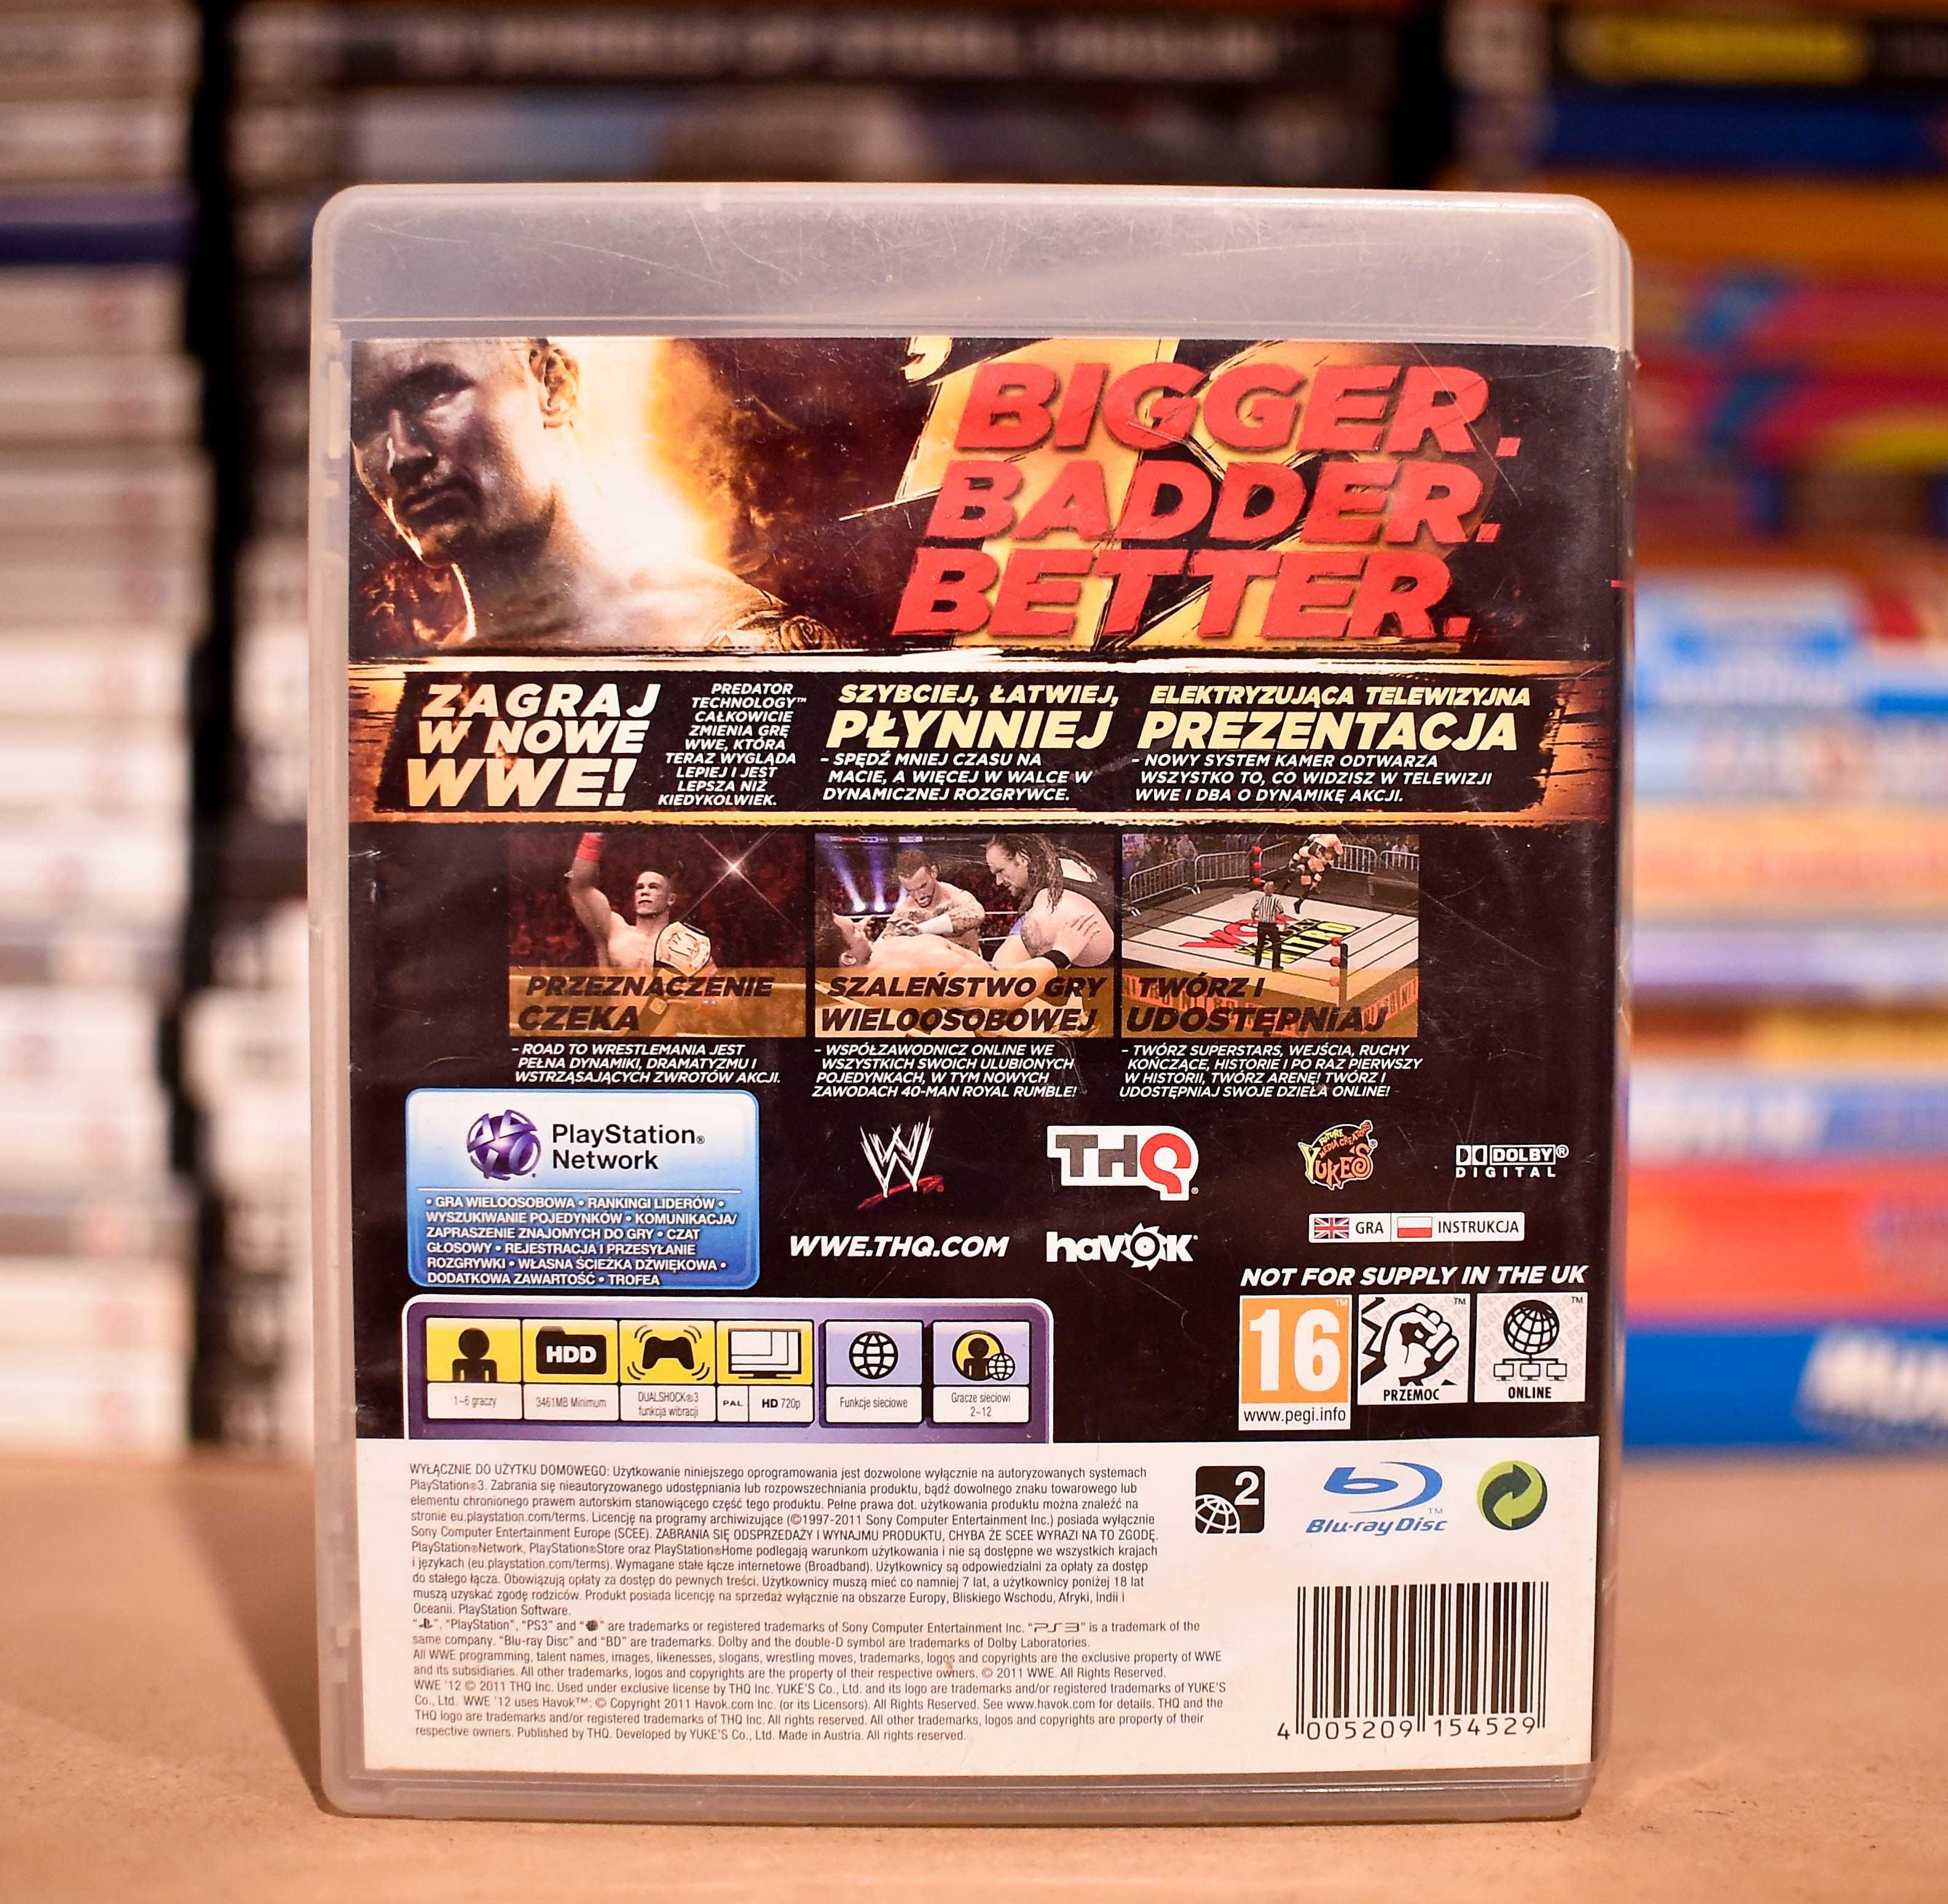 BIGGER.
BADDER.
BETTER.
ZAGRAJ
W NOWE
WWE!
PREDATOR
TECHNOLOGY™
CAŁKOWICIE
ZMIENIA GRĘ
WWE, KTÓRA
TERAZ WYGLĄDA
LEPIEJ I JEST
LEPSZA NIŻ
KIEDYKOLWIEK.
SZYBCIEJ, ŁATWIEJ,
PŁYNNIEJ
- SPĘDŹ MNIEJ CZASU NA
MACIE, A WIĘCEJ W WALCE W
DYNAMICZNEJ ROZGRYWCE.
ELEKTRYZUJĄCA TELEWIZYJNA
PREZENTACJA
- NOWY SYSTEM KAMER ODTWARZA
WSZYSTKO TO, CO WIDZISZ W TELEWIZJI
WWE I DBA O DYNAMIKĘ AKCJI.
PRZEZNACZENIE
CZEKA
- ROAD TO WRESTLEMANIA JEST
PEŁNA DYNAMIKI, DRAMATYZMU I
WSTRZĄSAJĄCYCH ZWROTÓW AKCJI.
SZALEŃSTWO GRY
WIELOOSOBOWEJ
- WSPÓŁZAWODNICZ ONLINE WE
WSZYSTKICH SWOICH ULUBIONYCH
POJEDYNKACH, W TYM NOWYCH
ZAWODACH 40-MAN ROYAL RUMBLE!
TWÓRZ I
UDOSTĘPNIAJ
- TWÓRZ SUPERSTARS, WEJŚCIA, RUCHY
KOŃCZĄCE, HISTORIE I PO RAZ PIERWSZY
W HISTORII, TWÓRZ ARENĘ! TWÓRZ I
UDOSTĘPNIAJ SWOJE DZIEŁA ONLINE!
PlayStation®
Network
• GRA WIELOOSOBOWA • RANKINGI LIDERÓW •
WYSZUKIWANIE POJEDYNKÓW • KOMUNIKACJA/
ZAPRASZENIE ZNAJOMYCH DO GRY • CZAT
GŁOSOWY • REJESTRACJA I PRZESYŁANIE
ROZGRYWKI • WŁASNA ŚCIEŻKA DŹWIĘKOWA •
DODATKOWA ZAWARTOŚĆ • TROFEA
W
THQ®
FUTURE
MEDIA CREATORS
YUKE'S
DOLBY®
DIGITAL
WWE.THQ.COM
havok
GRA
INSTRUKCJA
NOT FOR SUPPLY IN THE UK
1-6 graczy
HDD
3461MB Minimum
DUALSHOCK®3
funkcja wibracji
PAL
HD 720p
Funkcje sieciowe
Gracze sieciowi
2-12
16
www.pegi.info
PRZEMOC
ONLINE
WYŁĄCZNIE DO UŻYTKU DOMOWEGO: Użytkowanie niniejszego oprogramowania jest dozwolone wyłącznie na autoryzowanych systemach
PlayStation®3. Zabrania się nieautoryzowanego udostępniania lub rozpowszechniania produktu, bądź dowolnego znaku towarowego lub
elementu chronionego prawem autorskim stanowiącego część tego produktu. Pełne prawa dot. użytkowania produktu można znaleźć na
stronie eu.playstation.com/terms. Licencję na programy archiwizujące (©1997-2011 Sony Computer Entertainment Inc.) posiada wyłącznie
Sony Computer Entertainment Europe (SCEE). ZABRANIA SIĘ ODSPRZEDAŻY I WYNAJMU PRODUKTU, CHYBA ŻE SCEE WYRAZI NA TO ZGODĘ.
PlayStation®Network, PlayStation®Store oraz PlayStation®Home podlegają warunkom użytkowania i nie są dostępne we wszystkich krajach
i językach (eu.playstation.com/terms). Wymagane stałe łącze internetowe (Broadband). Użytkownicy są odpowiedzialni za opłaty za dostęp
do stałego łącza. Obowiązują opłaty za dostęp do pewnych treści. Użytkownicy muszą mieć co namniej 7 lat, a użytkownicy poniżej 18 lat
muszą uzyskać zgodę rodziców. Produkt posiada licencję na sprzedaż wyłącznie na obszarze Europy, Bliskiego Wschodu, Afryki, Indii i
Oceanii. PlayStation Software.
" ", "PlayStation", "PS3" and " " are trademarks or registered trademarks of Sony Computer Entertainment Inc. "PS3" is a trademark of the
same company. "Blu-ray Disc" and "BD" are trademarks. Dolby and the double-D symbol are trademarks of Dolby Laboratories.
All WWE programming, talent names, images, likenesses, slogans, wrestling moves, trademarks, logos and copyrights are the exclusive property of WWE
and its subsidiaries. All other trademarks, logos and copyrights are the property of their respective owners. © 2011 WWE. All Rights Reserved.
WWE '12 © 2011 THQ Inc. Used under exclusive license by THQ Inc. YUKE'S Co., Ltd. and its logo are trademarks and/or registered trademarks of YUKE'S
Co., Ltd. WWE '12 uses Havok™: © Copyright 2011 Havok.com Inc. (or its Licensors). All Rights Reserved. See www.havok.com for details. THQ and the
THQ logo are trademarks and/or registered trademarks of THQ Inc. All rights reserved. All other trademarks, logos and copyrights are property of their
respective owners. Published by THQ. Developed by YUKE'S Co., Ltd. Made in Austria. All rights reserved.
2
Blu-ray Disc™
4 005209 154529